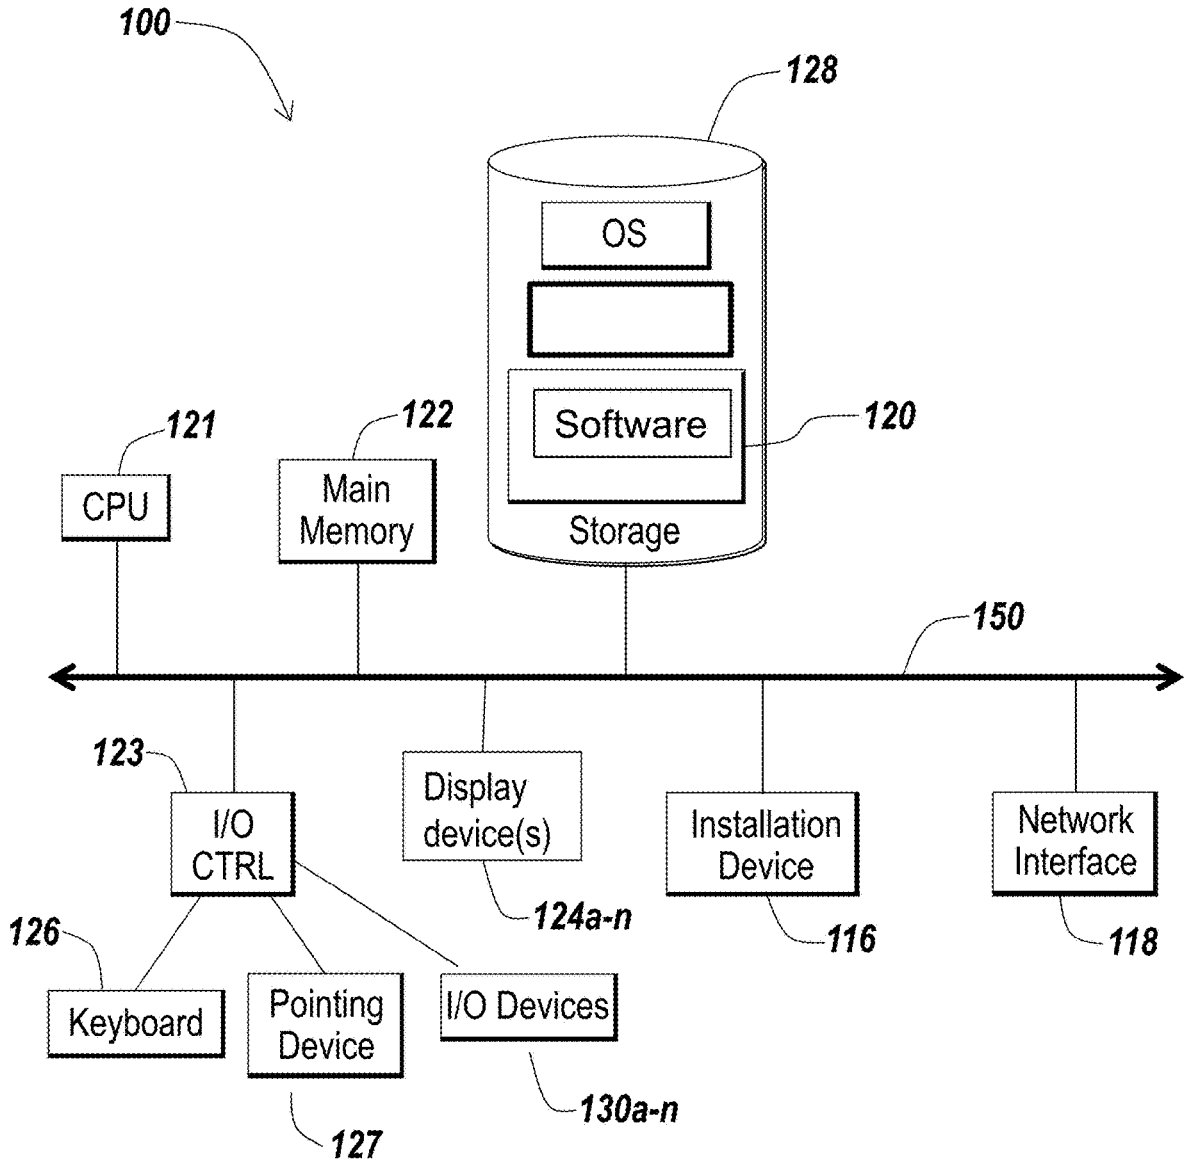 100
128
OS
Software
120
Storage
121
CPU
122
Main
Memory
150
123
I/O
CTRL
Display
device(s)
124a-n
Installation
Device
116
Network
Interface
118
126
Keyboard
Pointing
Device
127
I/O Devices
130a-n